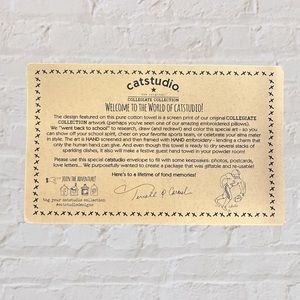 catstudio
COLLEGIATE COLLECTION
WELCOME TO THE WORLD OF CATSTUDIO!
The design featured on this pure cotton towel is a screen print of our original COLLEGIATE
COLLECTION artwork (perhaps you've seen one of our amazing embroidered pillows).
We "went back to school" to research, draw (and redraw) and color this special art - so you
can show off your school spirit, cheer on your favorite sports team, or celebrate your alma mater
in style. The art is HAND screened and then framed with HAND embroidery - lending a charm that
only the human hand can give. And even though this towel is ready to dry several stacks of
sparkling dishes, it also will make a festive guest hand towel in your powder room!
Please use this special catstudio envelope to fill with some keepsakes, photos, postcards,
love letters... We purposefully wanted to create a package that was giftable and re-usable!
Here's to a lifetime of fond memories!
JOIN THE ADVENTURE!
tag your catstudio collection
#catstudiodesigns